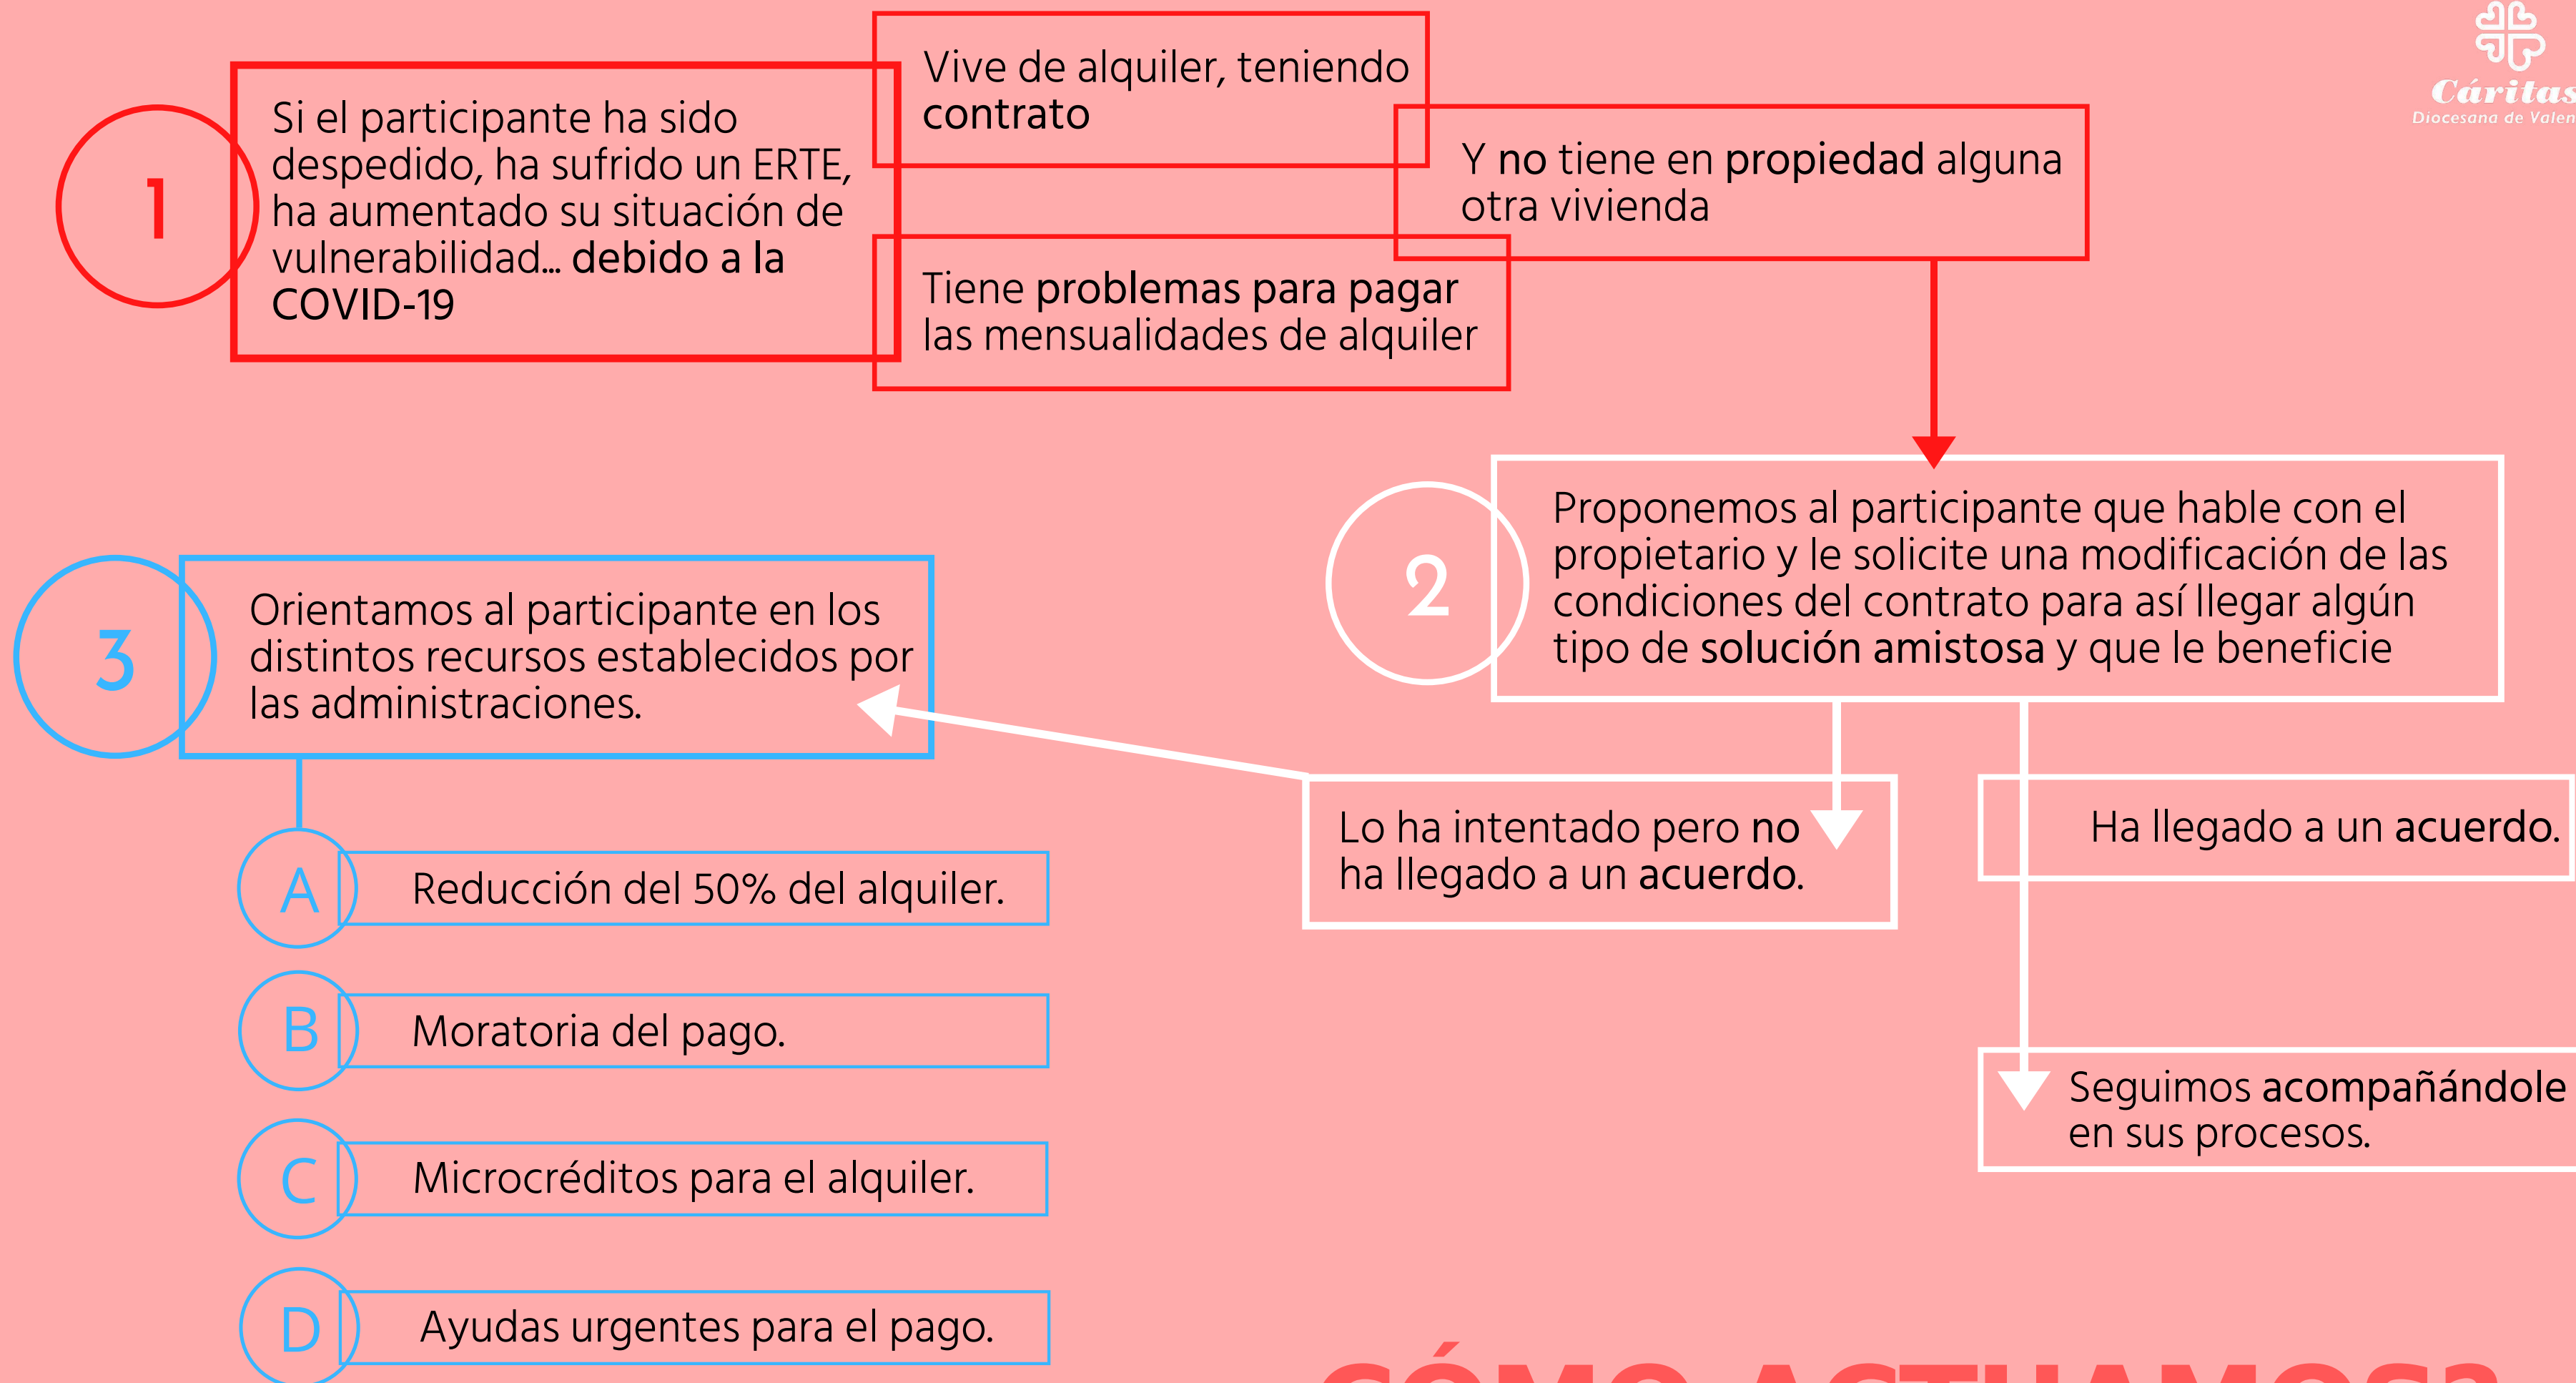 Cáritas
Diocesana de Valen
1
Si el participante ha sido
despedido, ha sufrido un ERTE,
ha aumentado su situación de
vulnerabilidad... debido a la
COVID-19
Vive de alquiler, teniendo
contrato
Tiene problemas para pagar
las mensualidades de alquiler
Y no tiene en propiedad alguna
otra vivienda
2
Proponemos al participante que hable con el
propietario y le solicite una modificación de las
condiciones del contrato para así llegar algún
tipo de solución amistosa y que le beneficie
Lo ha intentado pero no
ha llegado a un acuerdo.
Ha llegado a un acuerdo.
Seguimos acompañándole
en sus procesos.
3
Orientamos al participante en los
distintos recursos establecidos por
las administraciones.
A
Reducción del 50% del alquiler.
B
Moratoria del pago.
C
Microcréditos para el alquiler.
D
Ayudas urgentes para el pago.
CÓMO ACTUAMOS?